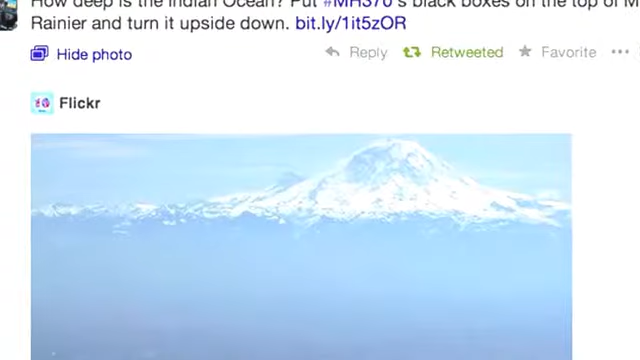 How deep is the Indian Ocean? Put #MH370's black boxes on the top of
Rainier and turn it upside down. bit.ly/1it5zOR
Hide photo
Reply
Retweeted
Favorite
Flickr